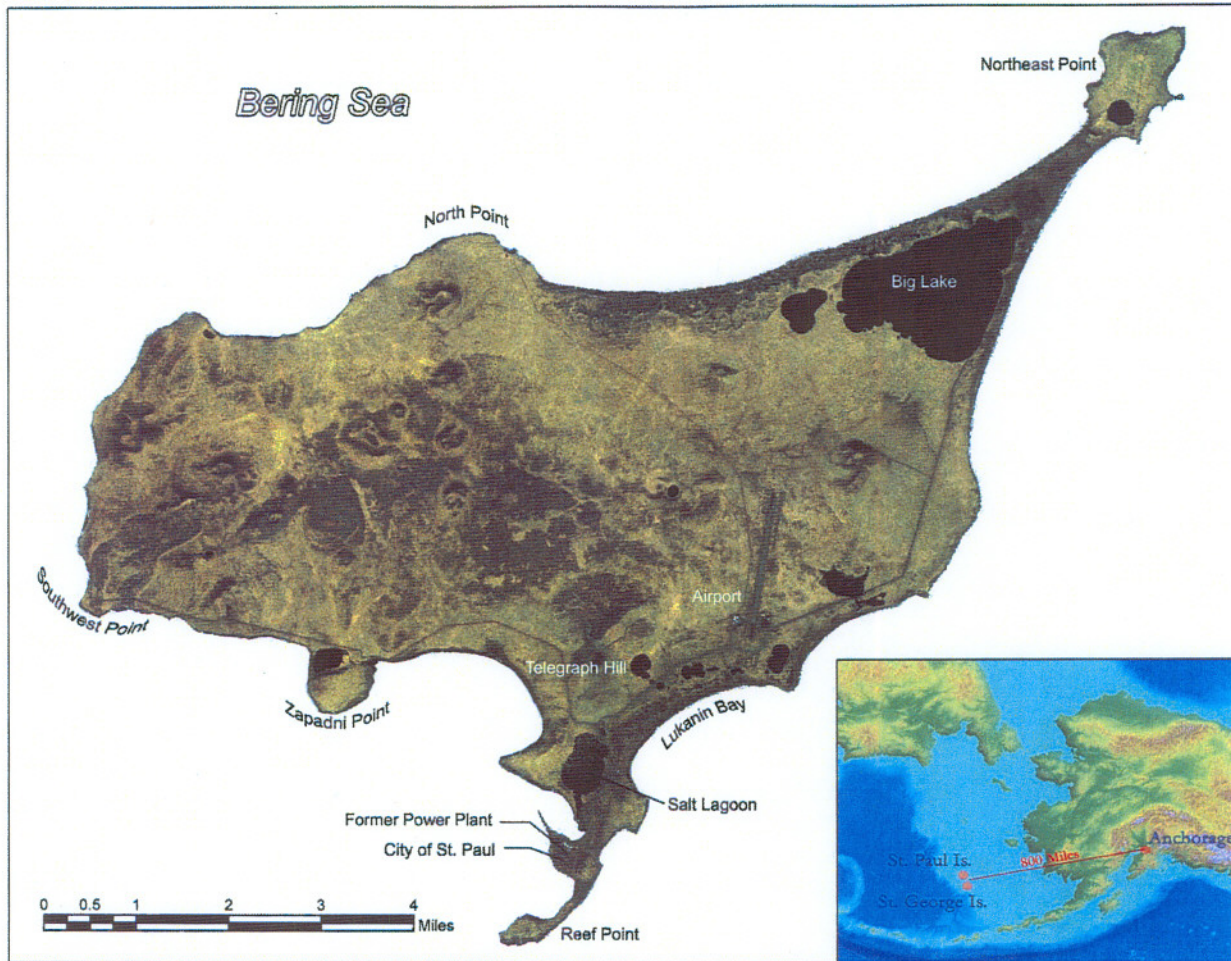 Northeast Point
Bering Sea
North Point
Big Lake
Southwest Point
Airport
Telegraph Hill
Zapadni Point
Lukanin Bay
Salt Lagoon
Former Power Plant
City of St. Paul
Reef Point
0 0.5 1 2 3 4
Miles
Anchorage
800 Miles
St. Paul Is.
St. George Is.